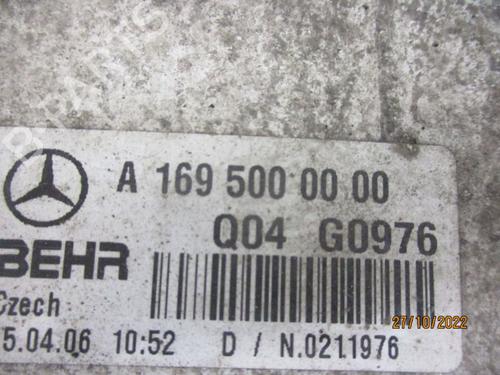 A 169 500 00 00
Q04 G0976
BEHR
Czech
5.04.06 10:52 D / N.0211976
27/10/2022